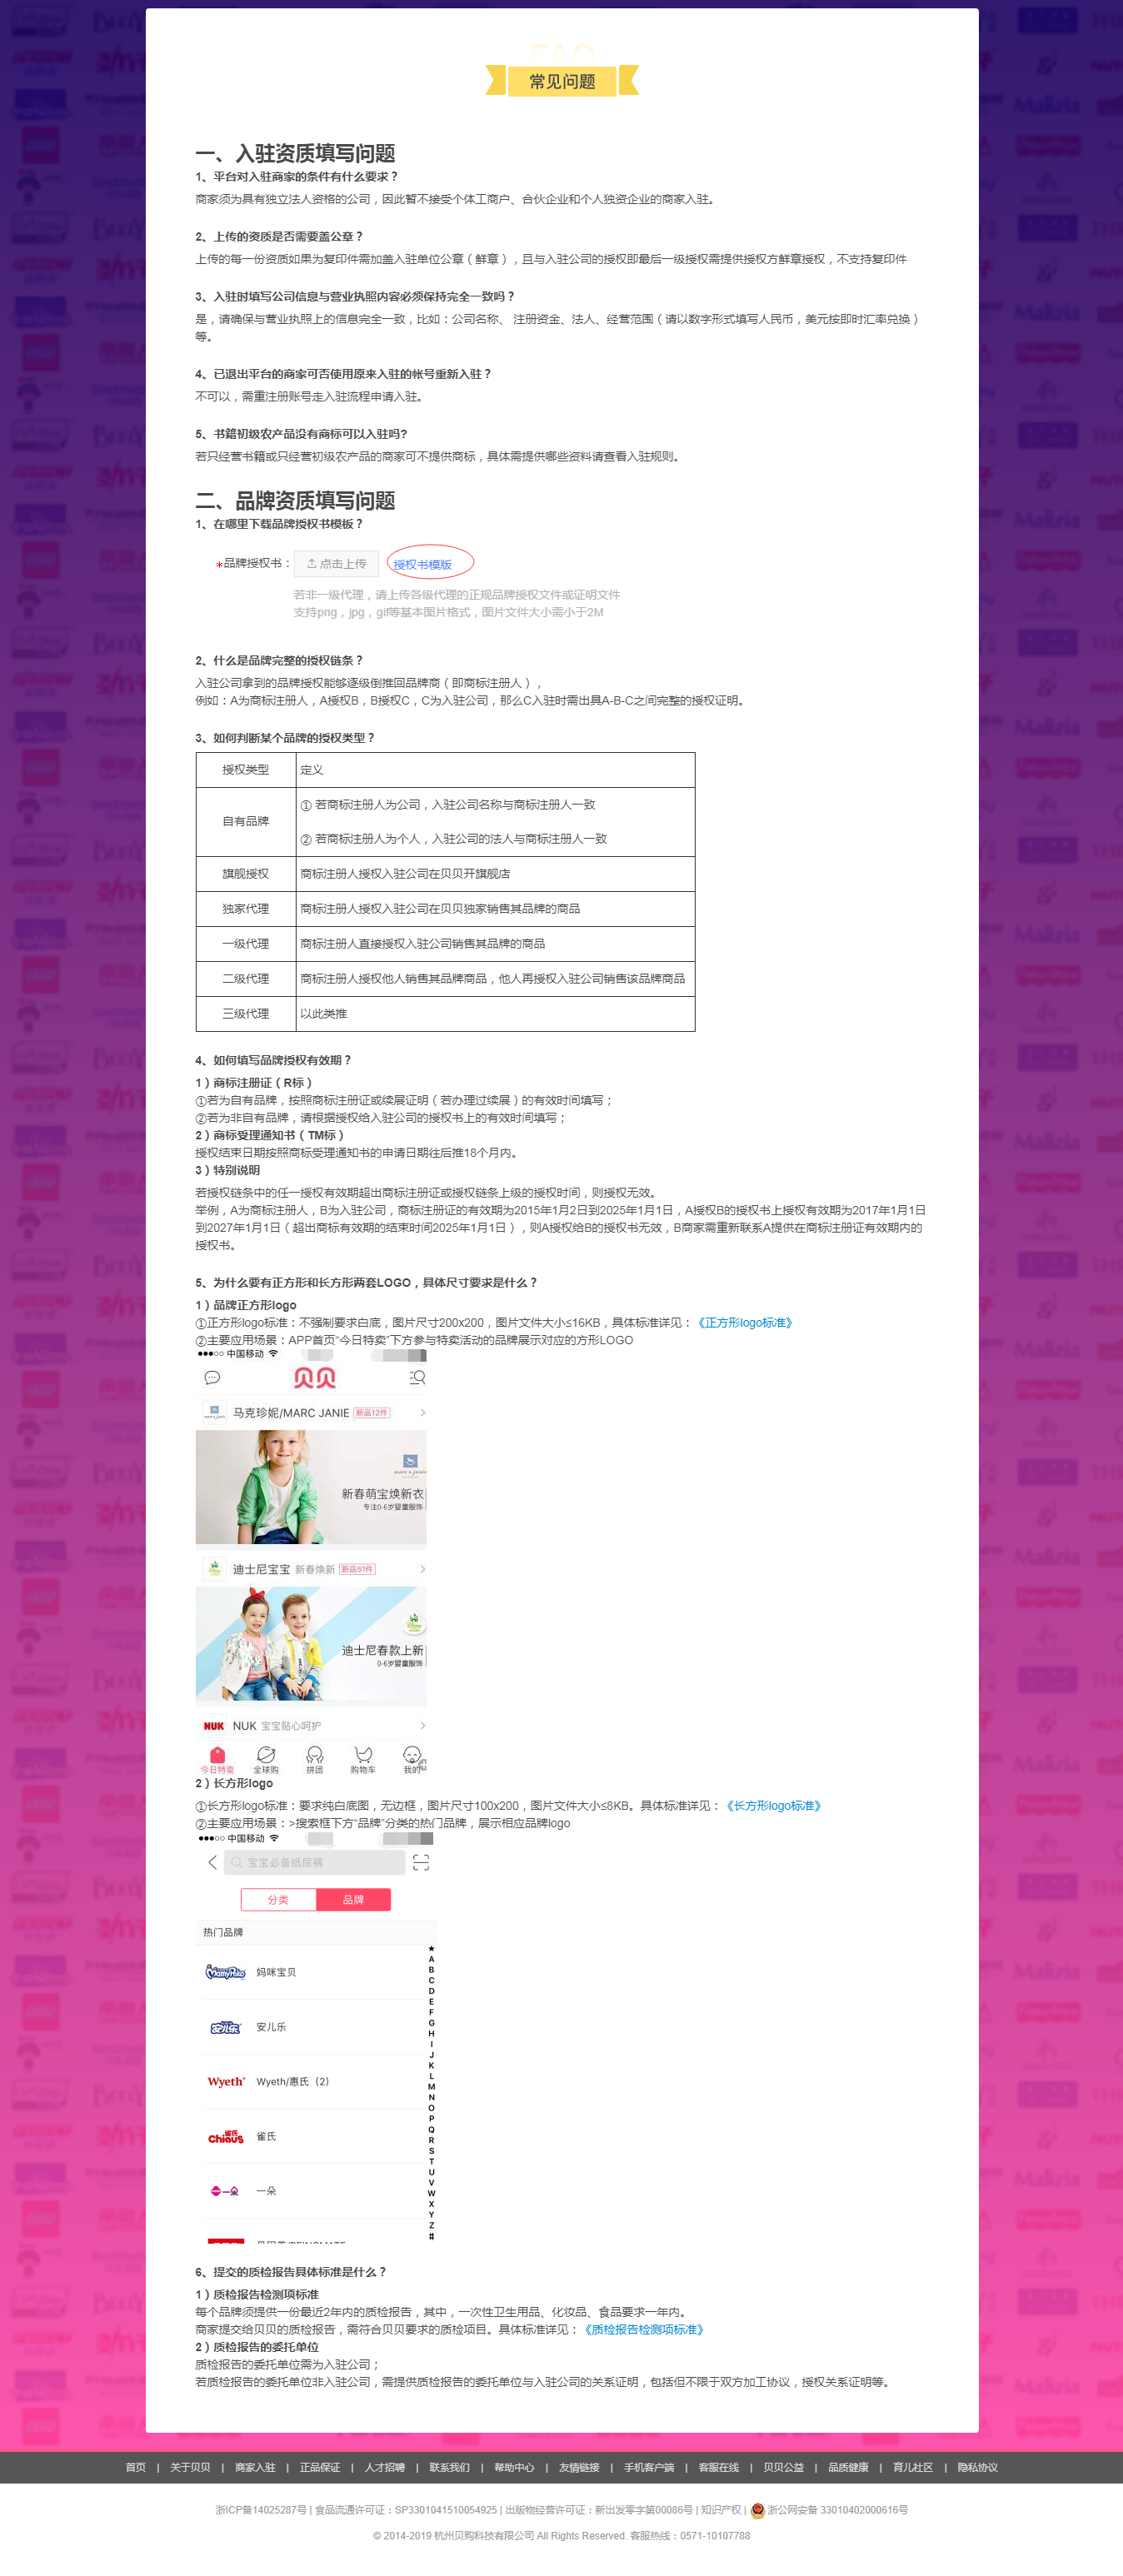 FAQ
常见问题
一、入驻资质填写问题
1、平台对入驻商家的条件有什么要求？
商家须为具有独立法人资格的公司，因此暂不接受个体工商户、合伙企业和个人独资企业的商家入驻。
2、上传的资质是否需要盖公章？
上传的每一份资质如果为复印件需加盖入驻单位公章（鲜章），且与入驻公司的授权即最后一级授权需提供授权方鲜章授权，不支持复印件
3、入驻时填写公司信息与营业执照内容必须保持完全一致吗？
是，请确保与营业执照上的信息完全一致，比如：公司名称、 注册资金、法人、经营范围（请以数字形式填写人民币，美元按即时汇率兑换）
等。
4、已退出平台的商家可否使用原来入驻的帐号重新入驻？
不可以，需重注册账号走入驻流程申请入驻。
5、书籍初级农产品没有商标可以入驻吗?
若只经营书籍或只经营初级农产品的商家可不提供商标，具体需提供哪些资料请查看入驻规则。
二、品牌资质填写问题
1、在哪里下载品牌授权书模板？
*品牌授权书： 点击上传 授权书模版
若非一级代理，请上传各级代理的正规品牌授权文件或证明文件
支持png，jpg，gif等基本图片格式，图片文件大小需小于2M
2、什么是品牌完整的授权链条？
入驻公司拿到的品牌授权能够逐级倒推回品牌商（即商标注册人），
例如：A为商标注册人，A授权B，B授权C，C为入驻公司，那么C入驻时需出具A-B-C之间完整的授权证明。
3、如何判断某个品牌的授权类型？
授权类型 定义
自有品牌
① 若商标注册人为公司，入驻公司名称与商标注册人一致
② 若商标注册人为个人，入驻公司的法人与商标注册人一致
旗舰授权 商标注册人授权入驻公司在贝贝开旗舰店
独家代理 商标注册人授权入驻公司在贝贝独家销售其品牌的商品
一级代理 商标注册人直接授权入驻公司销售其品牌的商品
二级代理 商标注册人授权他人销售其品牌商品，他人再授权入驻公司销售该品牌商品
三级代理 以此类推
4、如何填写品牌授权有效期？
1）商标注册证（R标）
①若为自有品牌，按照商标注册证或续展证明（若办理过续展）的有效时间填写；
②若为非自有品牌，请根据授权给入驻公司的授权书上的有效时间填写；
2）商标受理通知书（TM标）
授权结束日期按照商标受理通知书的申请日期往后推18个月内。
3）特别说明
若授权链条中的任一授权有效期超出商标注册证或授权链条上级的授权时间，则授权无效。
举例，A为商标注册人，B为入驻公司，商标注册证的有效期为2015年1月2日到2025年1月1日，A授权B的授权书上授权有效期为2017年1月1日
到2027年1月1日（超出商标有效期的结束时间2025年1月1日），则A授权给B的授权书无效，B商家需重新联系A提供在商标注册证有效期内的
授权书。
5、为什么要有正方形和长方形两套LOGO，具体尺寸要求是什么？
1）品牌正方形logo
①正方形logo标准：不强制要求白底，图片尺寸200x200，图片文件大小≤16KB，具体标准详见：《正方形logo标准》
②主要应用场景：APP首页“今日特卖”下方参与特卖活动的品牌展示对应的方形LOGO
中国移动
贝贝
马克珍妮/MARC JANIE 新品12件
marc & janie
新春萌宝焕新衣
专注0-6岁婴童服饰
迪士尼宝宝 新春焕新 新品51件
迪士尼春款上新
0-6岁婴童服饰
NUK NUK 宝宝贴心呵护
今日特卖 全球购 拼团 购物车 我的
2）长方形logo
①长方形logo标准：要求纯白底图，无边框，图片尺寸100x200，图片文件大小≤8KB。具体标准详见：《长方形logo标准》
②主要应用场景：>搜索框下方“品牌”分类的热门品牌，展示相应品牌logo
中国移动
宝宝必备纸尿裤
分类 品牌
热门品牌
★
A
B
C
D
E
F
G
H
I
J
K
L
M
N
O
P
Q
R
S
T
U
V
W
X
Y
Z
#
MamyPoko 妈咪宝贝
安儿乐 安儿乐
Wyeth Wyeth/惠氏（2）
雀氏 Chiaus 雀氏
一朵 一朵
6、提交的质检报告具体标准是什么？
1）质检报告检测项标准
每个品牌须提供一份最近2年内的质检报告，其中，一次性卫生用品、化妆品、食品要求一年内。
商家提交给贝贝的质检报告，需符合贝贝要求的质检项目。具体标准详见：《质检报告检测项标准》
2）质检报告的委托单位
质检报告的委托单位需为入驻公司；
若质检报告的委托单位非入驻公司，需提供质检报告的委托单位与入驻公司的关系证明，包括但不限于双方加工协议，授权关系证明等。
首页 | 关于贝贝 | 商家入驻 | 正品保证 | 人才招聘 | 联系我们 | 帮助中心 | 友情链接 | 手机客户端 | 客服在线 | 贝贝公益 | 品质健康 | 育儿社区 | 隐私协议
浙ICP备14025287号 | 食品流通许可证：SP3301041510054925 | 出版物经营许可证：新出发零字第00086号 | 知识产权 | 浙公网安备 33010402000616号
© 2014-2019 杭州贝购科技有限公司 All Rights Reserved. 客服热线：0571-10107788